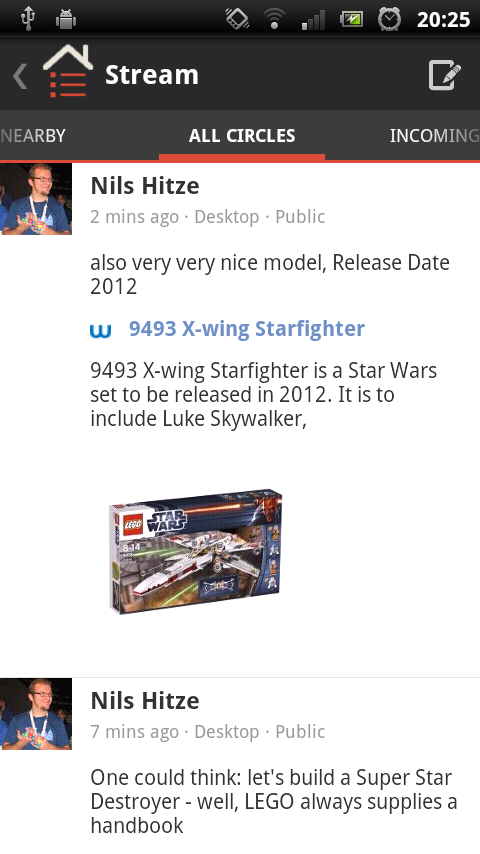 20:25
Stream
NEARBY
ALL CIRCLES
INCOMING
Nils Hitze
2 mins ago · Desktop · Public
also very very nice model, Release Date
2012
w 9493 X-wing Starfighter
9493 X-wing Starfighter is a Star Wars
set to be released in 2012. It is to
include Luke Skywalker,
LEGO
STAR
WARS
8-14
Nils Hitze
7 mins ago · Desktop · Public
One could think: let's build a Super Star
Destroyer - well, LEGO always supplies a
handbook